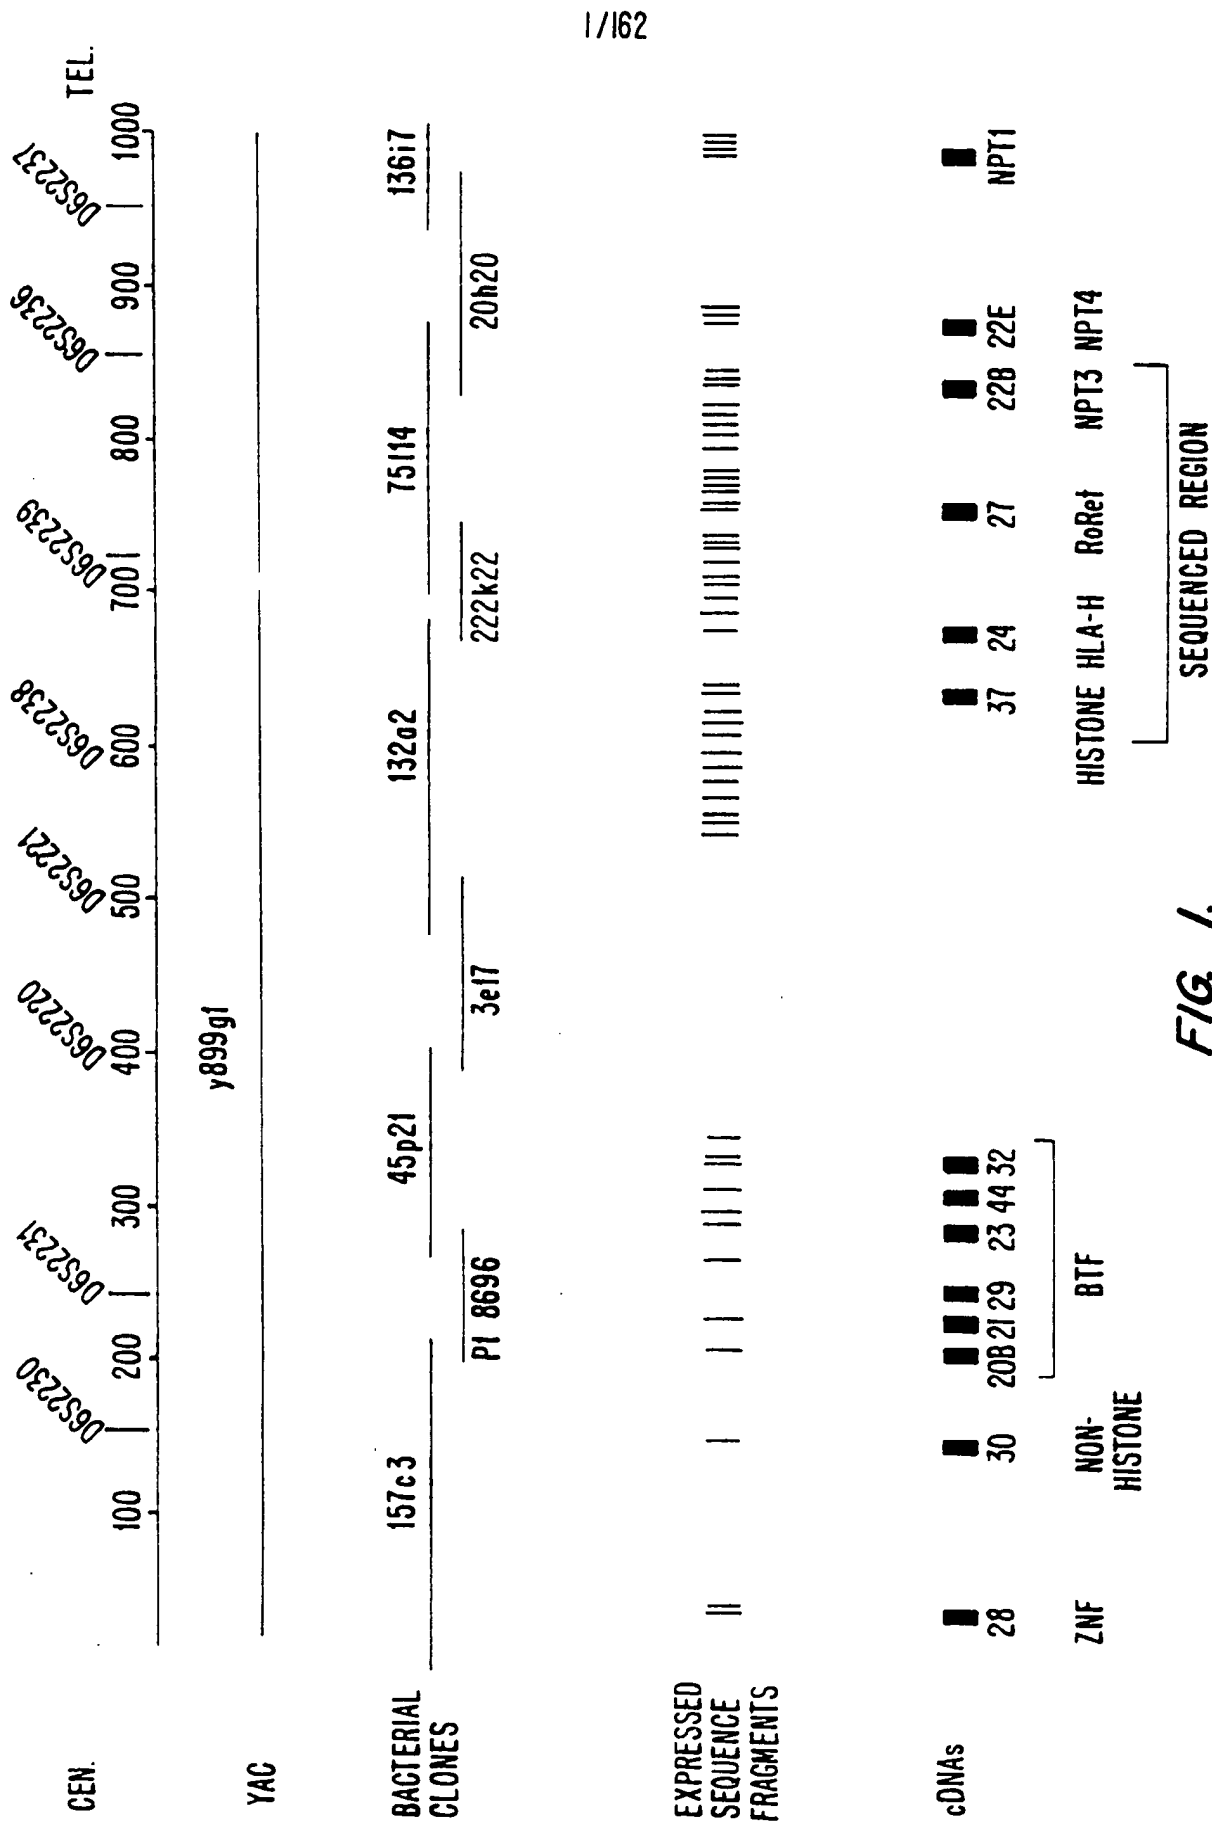 1/162
CEN.
TEL.
D6S2230
D6S2231
D6S2220
D6S2221
D6S2238
D6S2239
D6S2236
D6S2237
100
200
300
400
500
600
700
800
900
1000
YAC
y899g1
BACTERIAL
CLONES
157c3
45p21
132a2
75l14
136i7
P1 8696
3e17
222k22
20h20
EXPRESSED
SEQUENCE
FRAGMENTS
cDNAs
28
30
20B 21 29 23 44 32
37
24
27
22B
22E
NPT1
ZNF
NON-
HISTONE
BTF
HISTONE HLA-H RoRet NPT3 NPT4
SEQUENCED REGION
FIG. 1.